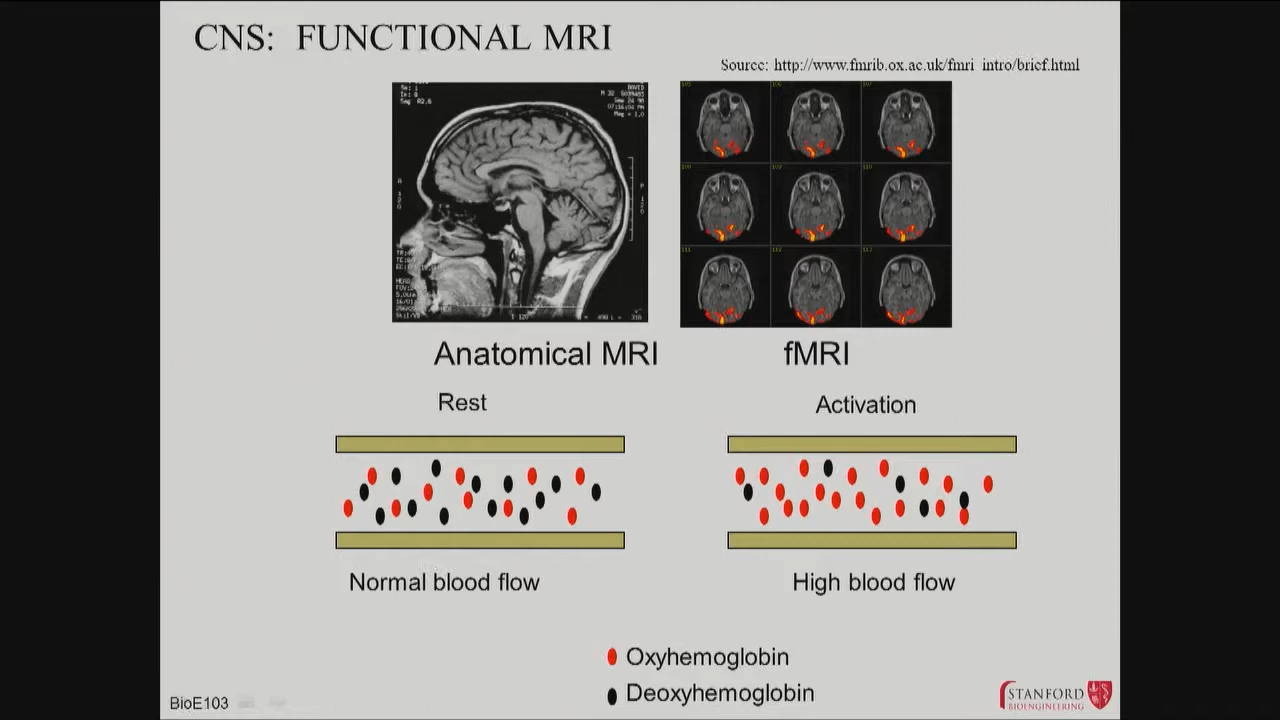 CNS: FUNCTIONAL MRI
Source: http://www.fmrib.ox.ac.uk/fmri_intro/brief.html
Anatomical MRI
fMRI
Rest
Activation
Normal blood flow
High blood flow
Oxyhemoglobin
Deoxyhemoglobin
BioE103
STANFORD
BIOENGINEERING